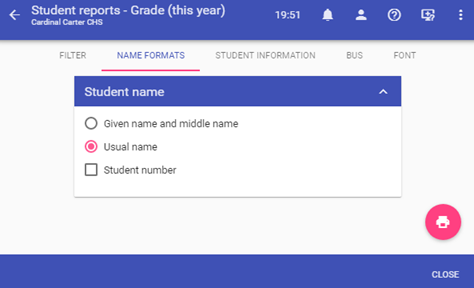 Student reports - Grade (this year)
Cardinal Carter CHS
19:51
FILTER
NAME FORMATS
STUDENT INFORMATION
BUS
FONT
Student name
Given name and middle name
Usual name
Student number
CLOSE